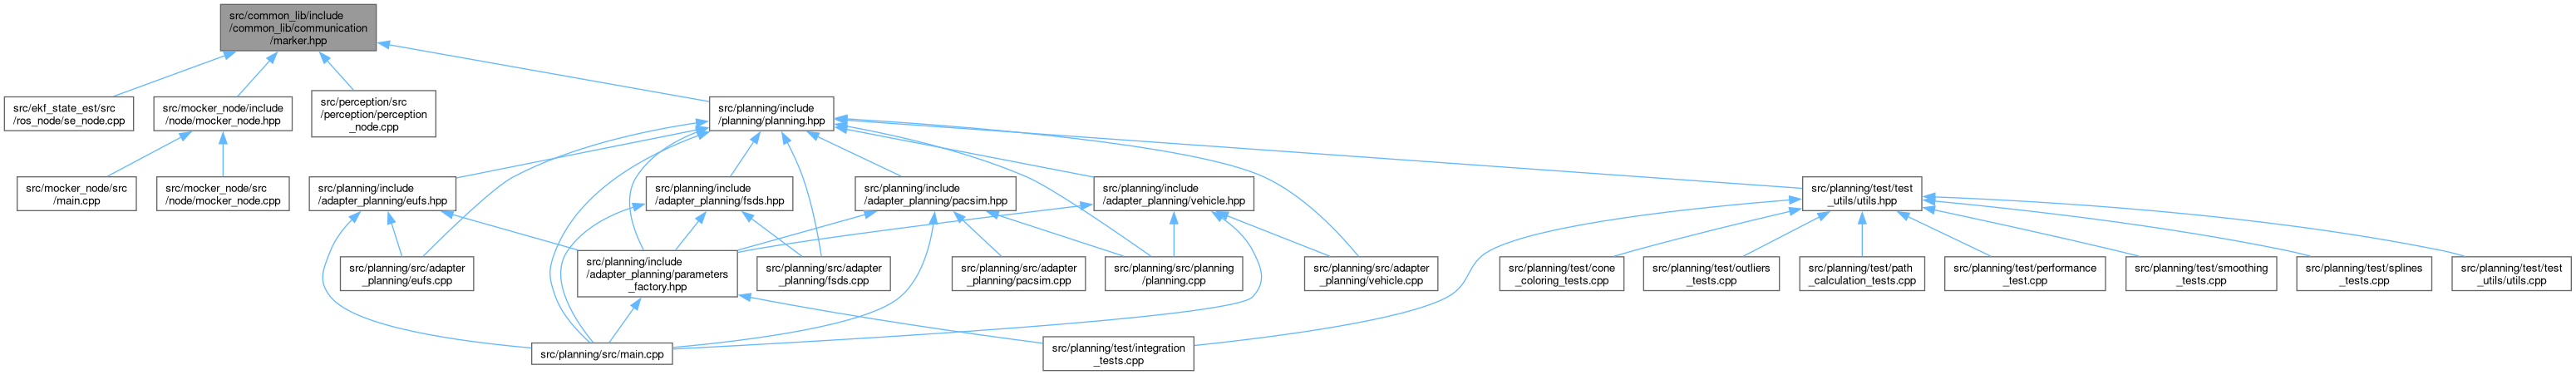 src/common_lib/include
/common_lib/communication
/marker.hpp
src/ekf_state_est/src
/ros_node/se_node.cpp
src/mocker_node/include
/node/mocker_node.hpp
src/perception/src
/perception/perception
_node.cpp
src/planning/include
/planning/planning.hpp
src/mocker_node/src
/main.cpp
src/mocker_node/src
/node/mocker_node.cpp
src/planning/include
/adapter_planning/eufs.hpp
src/planning/include
/adapter_planning/fsds.hpp
src/planning/include
/adapter_planning/pacsim.hpp
src/planning/include
/adapter_planning/vehicle.hpp
src/planning/test/test
_utils/utils.hpp
src/planning/src/adapter
_planning/eufs.cpp
src/planning/include
/adapter_planning/parameters
_factory.hpp
src/planning/src/adapter
_planning/fsds.cpp
src/planning/src/adapter
_planning/pacsim.cpp
src/planning/src/planning
/planning.cpp
src/planning/src/adapter
_planning/vehicle.cpp
src/planning/test/cone
_coloring_tests.cpp
src/planning/test/outliers
_tests.cpp
src/planning/test/path
_calculation_tests.cpp
src/planning/test/performance
_test.cpp
src/planning/test/smoothing
_tests.cpp
src/planning/test/splines
_tests.cpp
src/planning/test/test
_utils/utils.cpp
src/planning/src/main.cpp
src/planning/test/integration
_tests.cpp